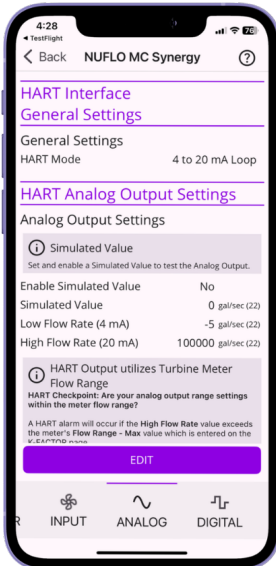 4:28
76
◀ TestFlight
Back NUFLO MC Synergy ?
HART Interface
General Settings
General Settings
HART Mode 4 to 20 mA Loop
HART Analog Output Settings
Analog Output Settings
i Simulated Value
Set and enable a Simulated Value to test the Analog Output.
Enable Simulated Value No
Simulated Value 0 gal/sec (22)
Low Flow Rate (4 mA) -5 gal/sec (22)
High Flow Rate (20 mA) 100000 gal/sec (22)
i HART Output utilizes Turbine Meter
Flow Range
HART Checkpoint: Are your analog output range settings
within the meter flow range?
A HART alarm will occur if the High Flow Rate value exceeds
the meter's Flow Range - Max value which is entered on the
K-FACTOR page
EDIT
R INPUT ANALOG DIGITAL